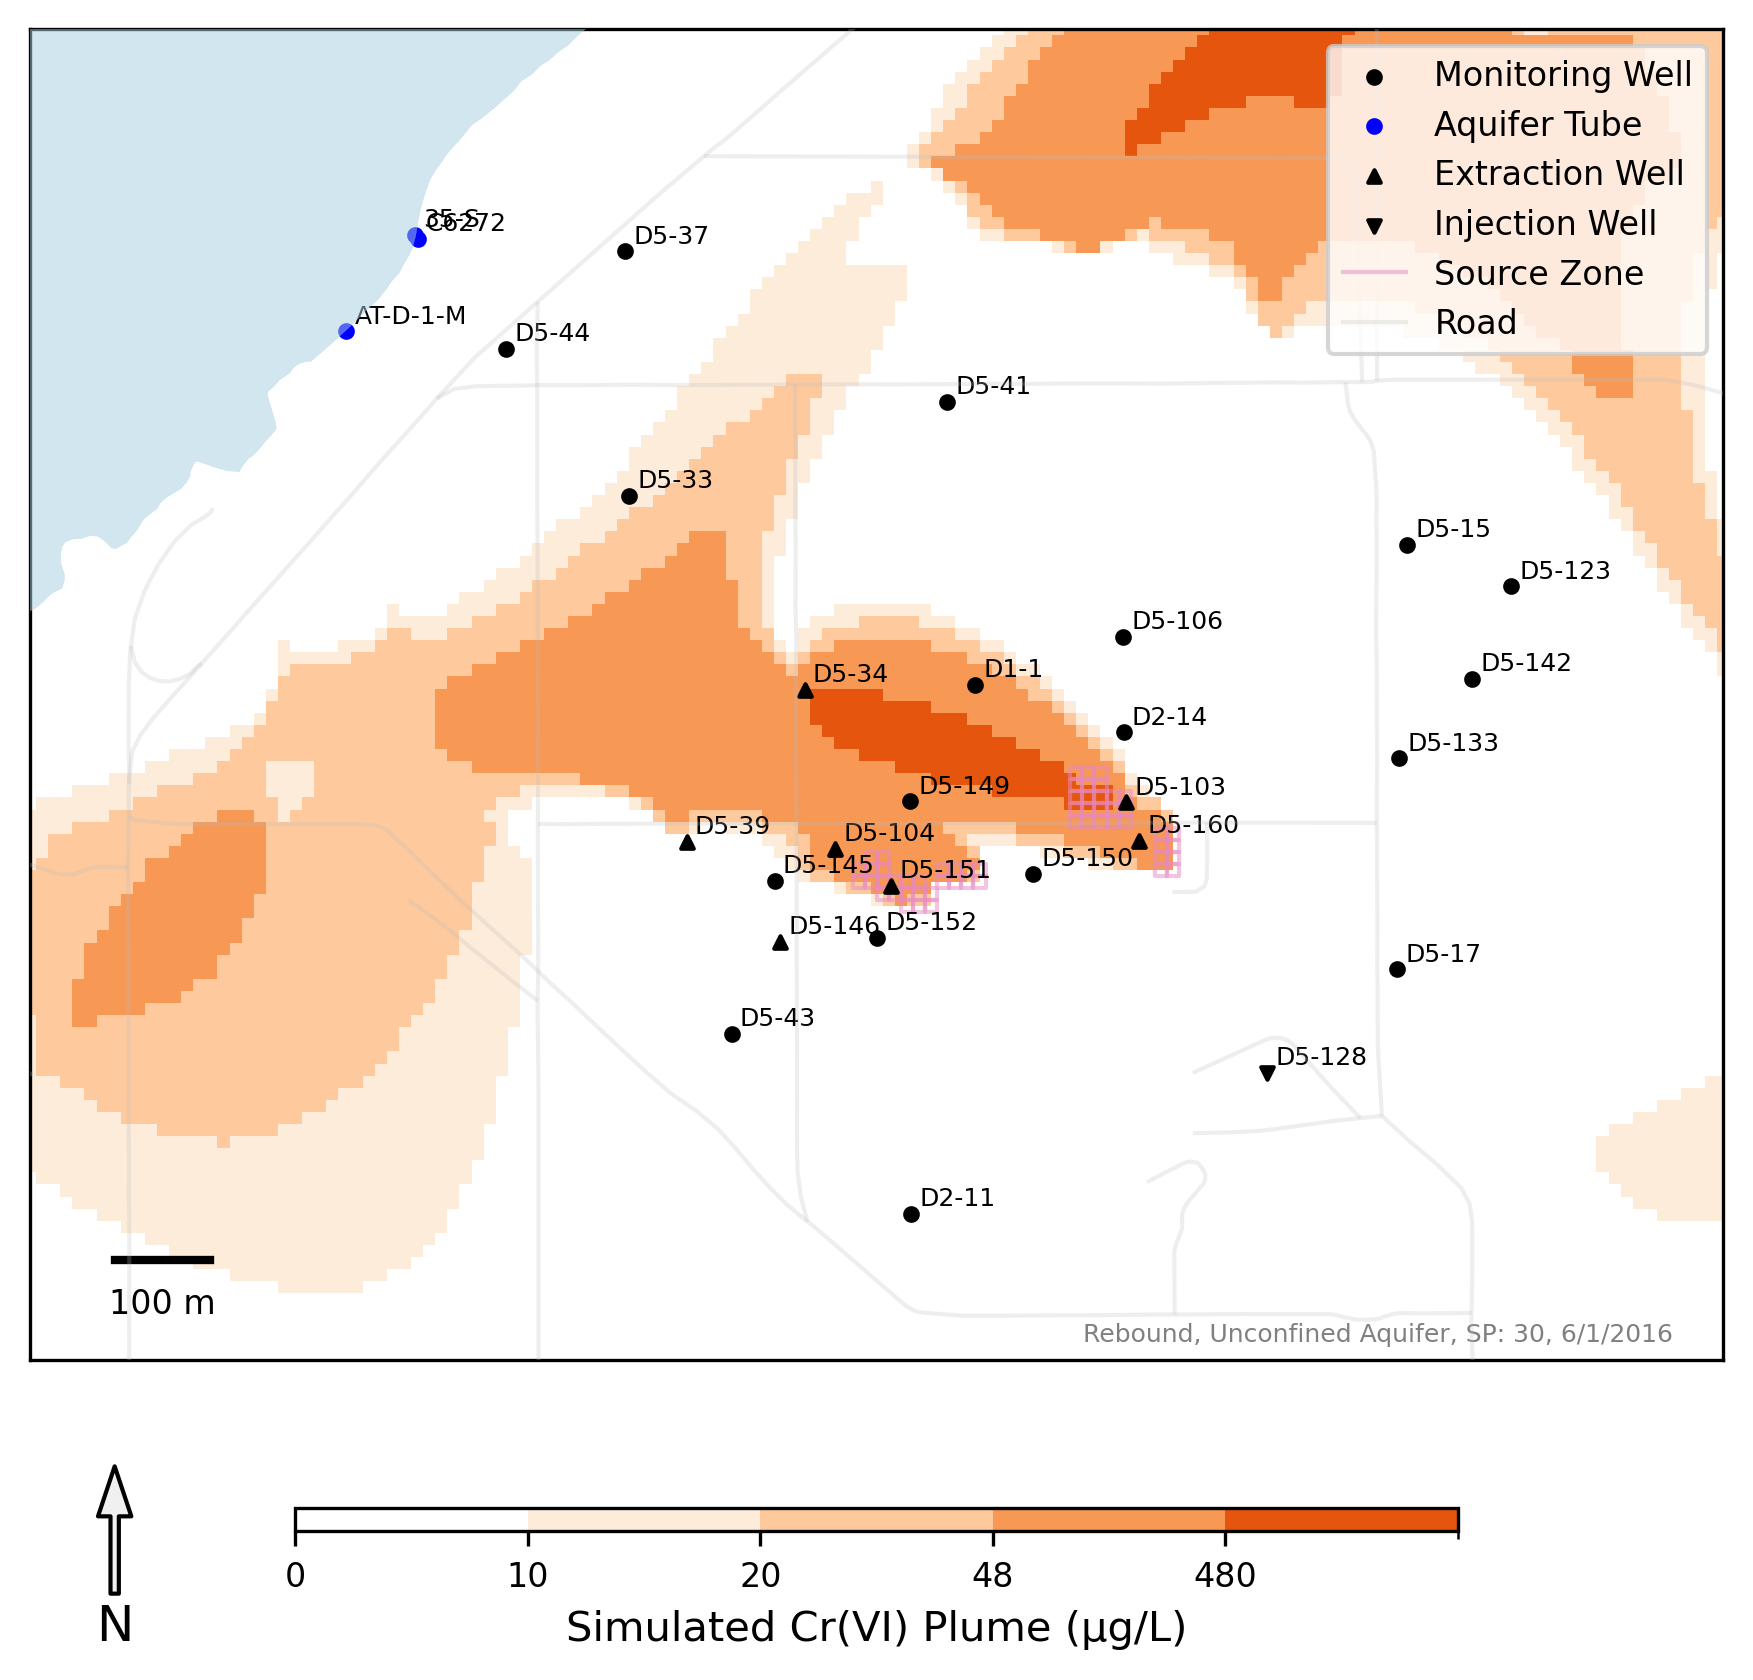 Monitoring Well
Aquifer Tube
Extraction Well
Injection Well
Source Zone
Road
35-S
C6272
D5-37
AT-D-1-M
D5-44
D5-41
D5-33
D5-15
D5-123
D5-106
D1-1
D5-142
D5-34
D2-14
D5-133
D5-149
D5-103
D5-39
D5-104
D5-160
D5-145
D5-151
D5-150
D5-146
D5-152
D5-17
D5-43
D5-128
D2-11
100 m
Rebound, Unconfined Aquifer, SP: 30, 6/1/2016
N
0 10 20 48 480
Simulated Cr(VI) Plume (µg/L)